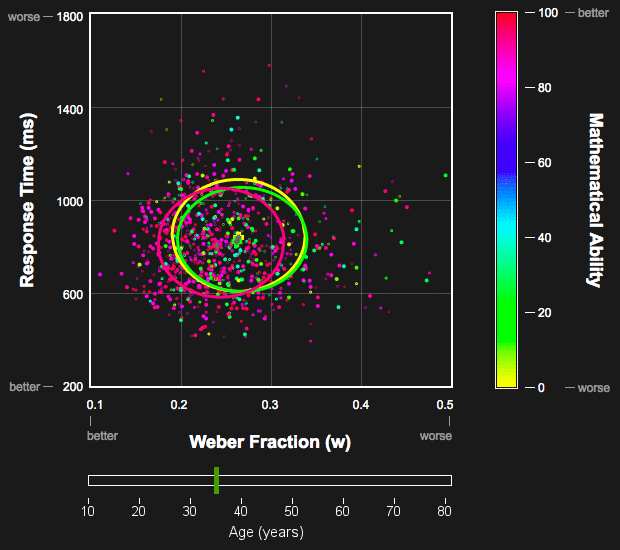 worse
1800
1400
1000
600
200
better
Response Time (ms)
0.1 0.2 0.3 0.4 0.5
better
worse
Weber Fraction (w)
10 20 30 40 50 60 70 80
Age (years)
100
better
80
60
40
20
0
worse
Mathematical Ability